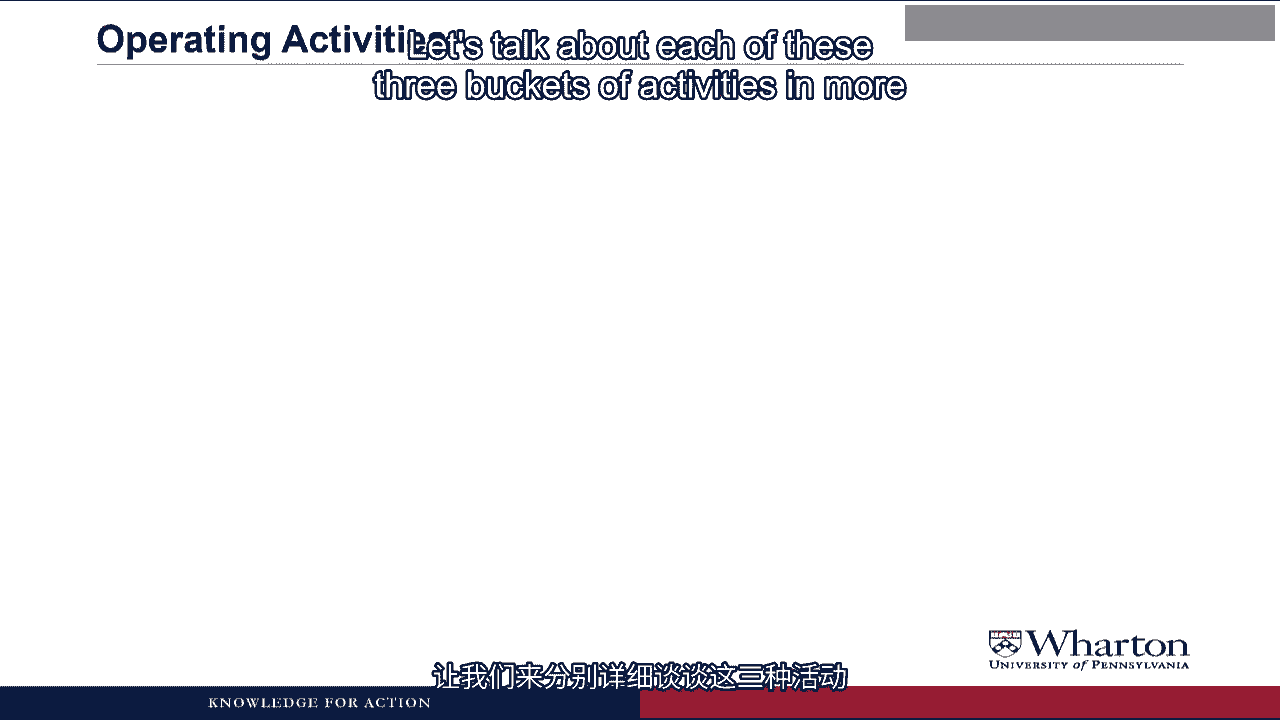 Operating Activities
Let's talk about each of these
three buckets of activities in more
Wharton
UNIVERSITY of PENNSYLVANIA
让我们来分别详细谈谈这三种活动
KNOWLEDGE FOR ACTION